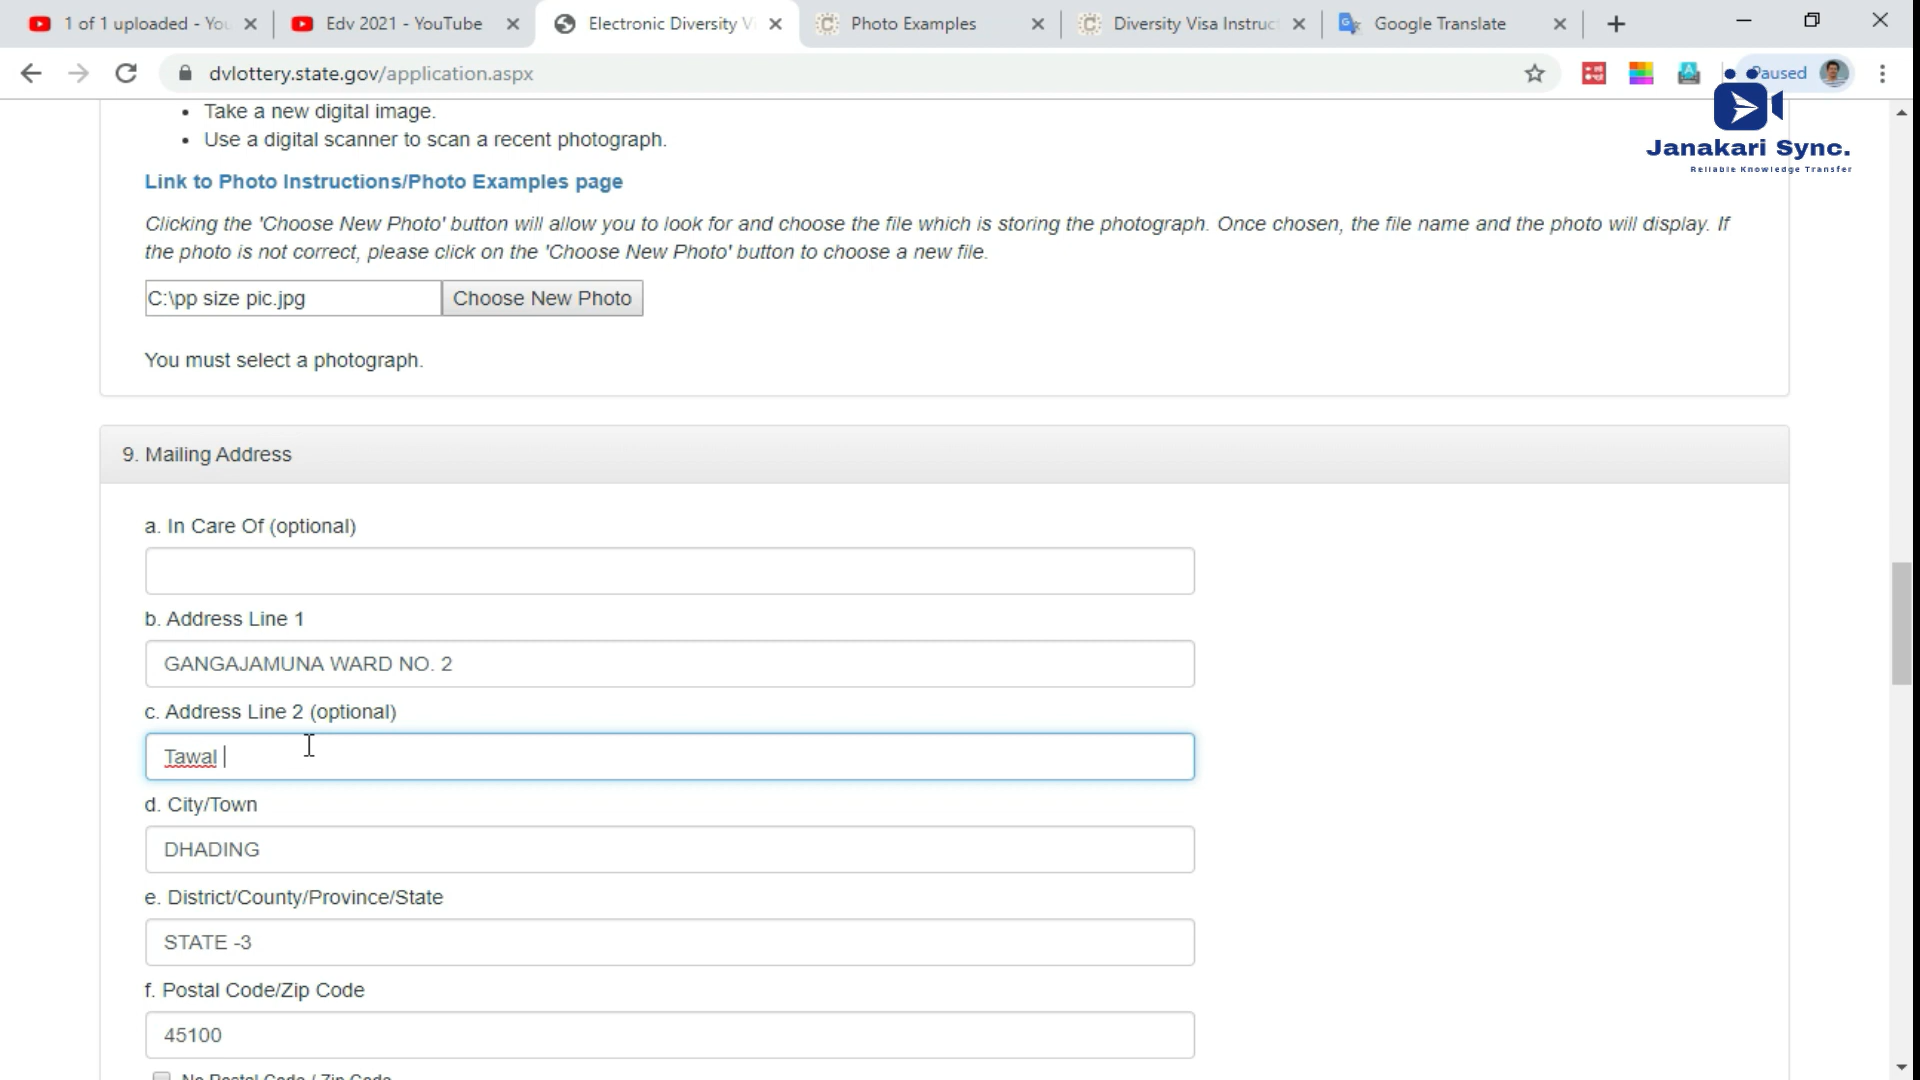 1 of 1 uploaded - You
Edv 2021 - YouTube
Electronic Diversity Vi
Photo Examples
Diversity Visa Instruct
Google Translate
dvlottery.state.gov/application.aspx
Paused
Janakari Sync.
Reliable Knowledge Transfer
• Take a new digital image.
• Use a digital scanner to scan a recent photograph.
Link to Photo Instructions/Photo Examples page
Clicking the 'Choose New Photo' button will allow you to look for and choose the file which is storing the photograph. Once chosen, the file name and the photo will display. If
the photo is not correct, please click on the 'Choose New Photo' button to choose a new file.
C:\pp size pic.jpg
Choose New Photo
You must select a photograph.
9. Mailing Address
a. In Care Of (optional)
b. Address Line 1
GANGAJAMUNA WARD NO. 2
c. Address Line 2 (optional)
Tawal
d. City/Town
DHADING
e. District/County/Province/State
STATE -3
f. Postal Code/Zip Code
45100
No Postal Code / Zip Code